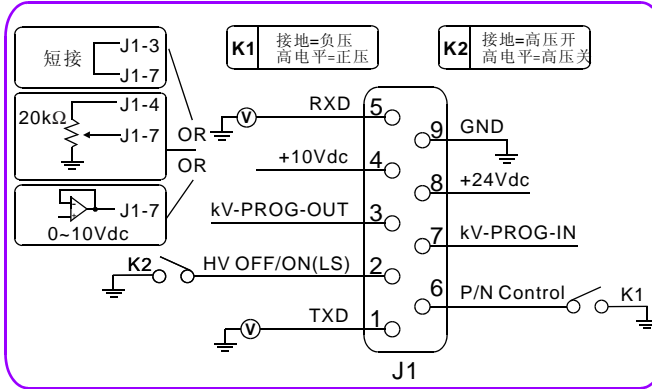 短接
J1-3
J1-7
20kΩ
J1-4
J1-7
OR
OR
J1-7
0~10Vdc
K1
接地=负压
高电平=正压
K2
接地=高压开
高电平=高压关
V
RXD
5
+10Vdc
4
kV-PROG-OUT
3
K2
HV OFF/ON(LS)
2
V
TXD
1
9
GND
8
+24Vdc
7
kV-PROG-IN
6
P/N Control
K1
J1